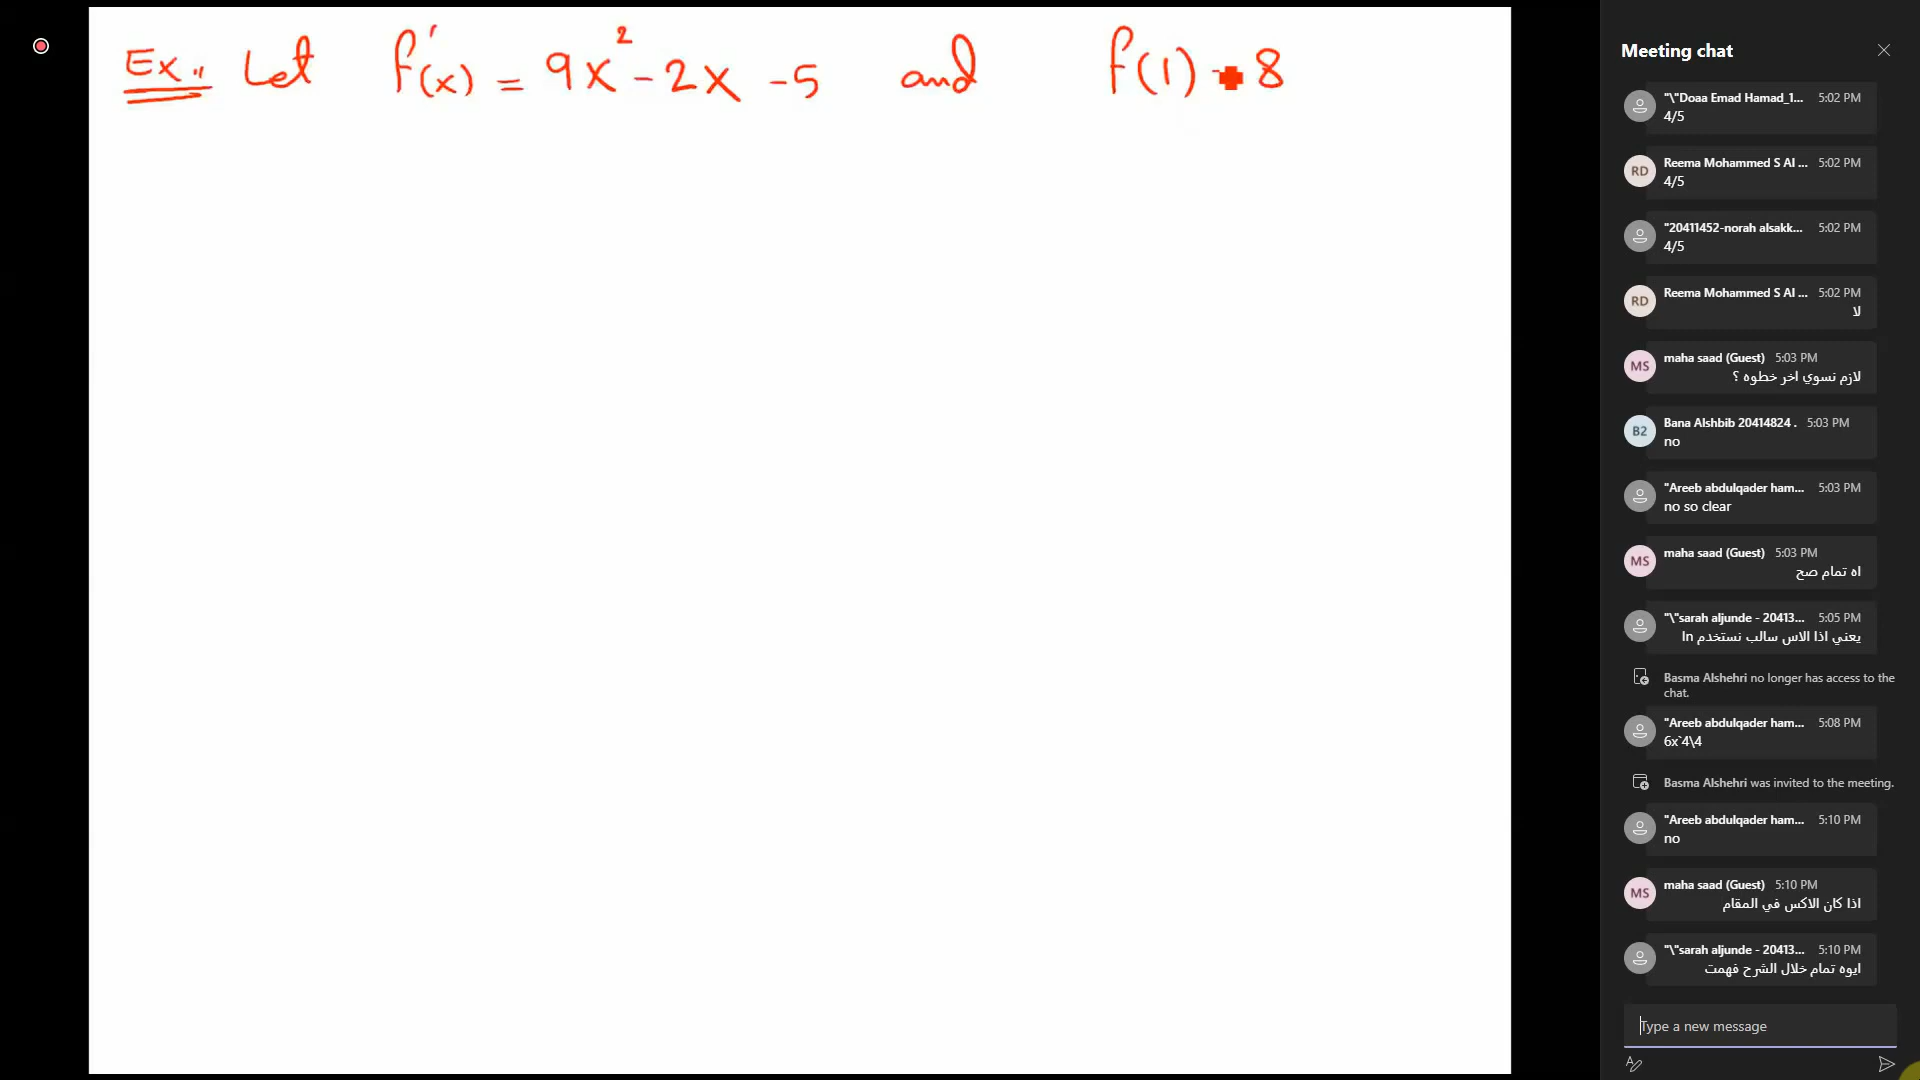 Ex.. Let f'(x) = 9x² - 2x - 5 and f(1) = 8
Meeting chat
"\"Doaa Emad Hamad_1... 5:02 PM
4/5
RD Reema Mohammed S Al ... 5:02 PM
4/5
"20411452-norah alsakk... 5:02 PM
4/5
RD Reema Mohammed S Al ... 5:02 PM
لا
MS maha saad (Guest) 5:03 PM
لازم نسوي اخر خطوه ؟
B2 Bana Alshbib 20414824 . 5:03 PM
no
"Areeb abdulqader ham... 5:03 PM
no so clear
MS maha saad (Guest) 5:03 PM
اه تمام صح
"\"sarah aljunde - 20413... 5:05 PM
يعني اذا الاس سالب نستخدم ln
Basma Alshehri no longer has access to the
chat.
"Areeb abdulqader ham... 5:08 PM
6x`4\4
Basma Alshehri was invited to the meeting.
"Areeb abdulqader ham... 5:10 PM
no
MS maha saad (Guest) 5:10 PM
اذا كان الاكس في المقام
"\"sarah aljunde - 20413... 5:10 PM
ايوه تمام خلال الشرح فهمت
Type a new message